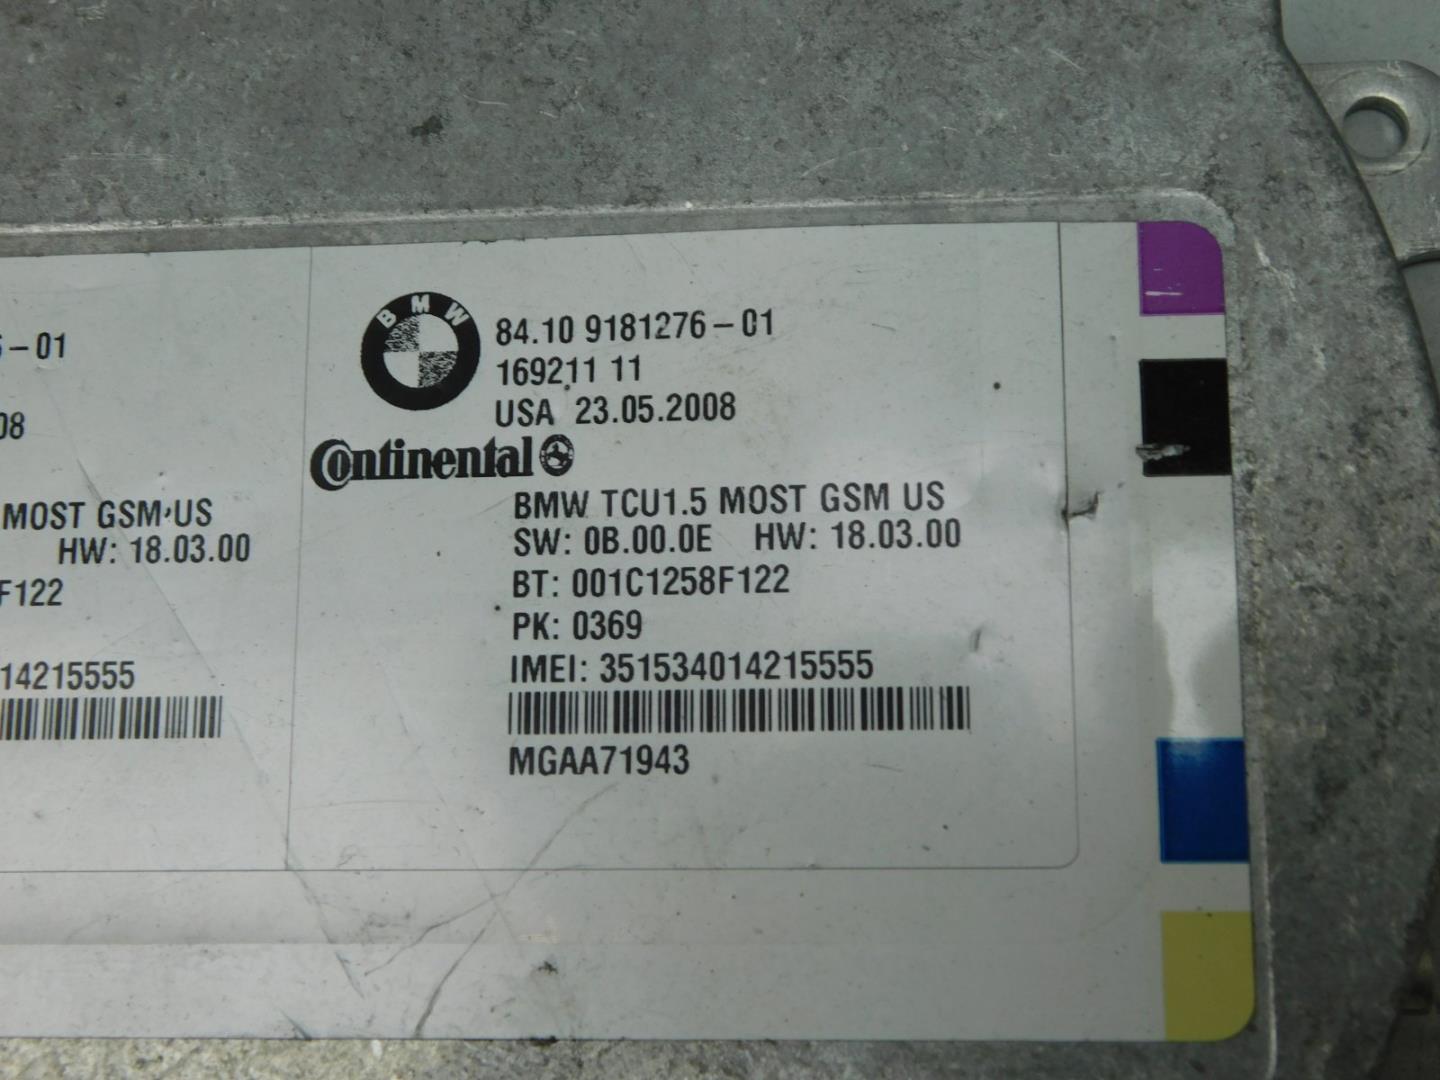 6-01
08
MOST GSM US
HW: 18.03.00
F122
14215555
BMW
84.10 9181276-01
169211 11
USA 23.05.2008
Continental
BMW TCU1.5 MOST GSM US
SW: 0B.00.0E HW: 18.03.00
BT: 001C1258F122
PK: 0369
IMEI: 351534014215555
MGAA71943